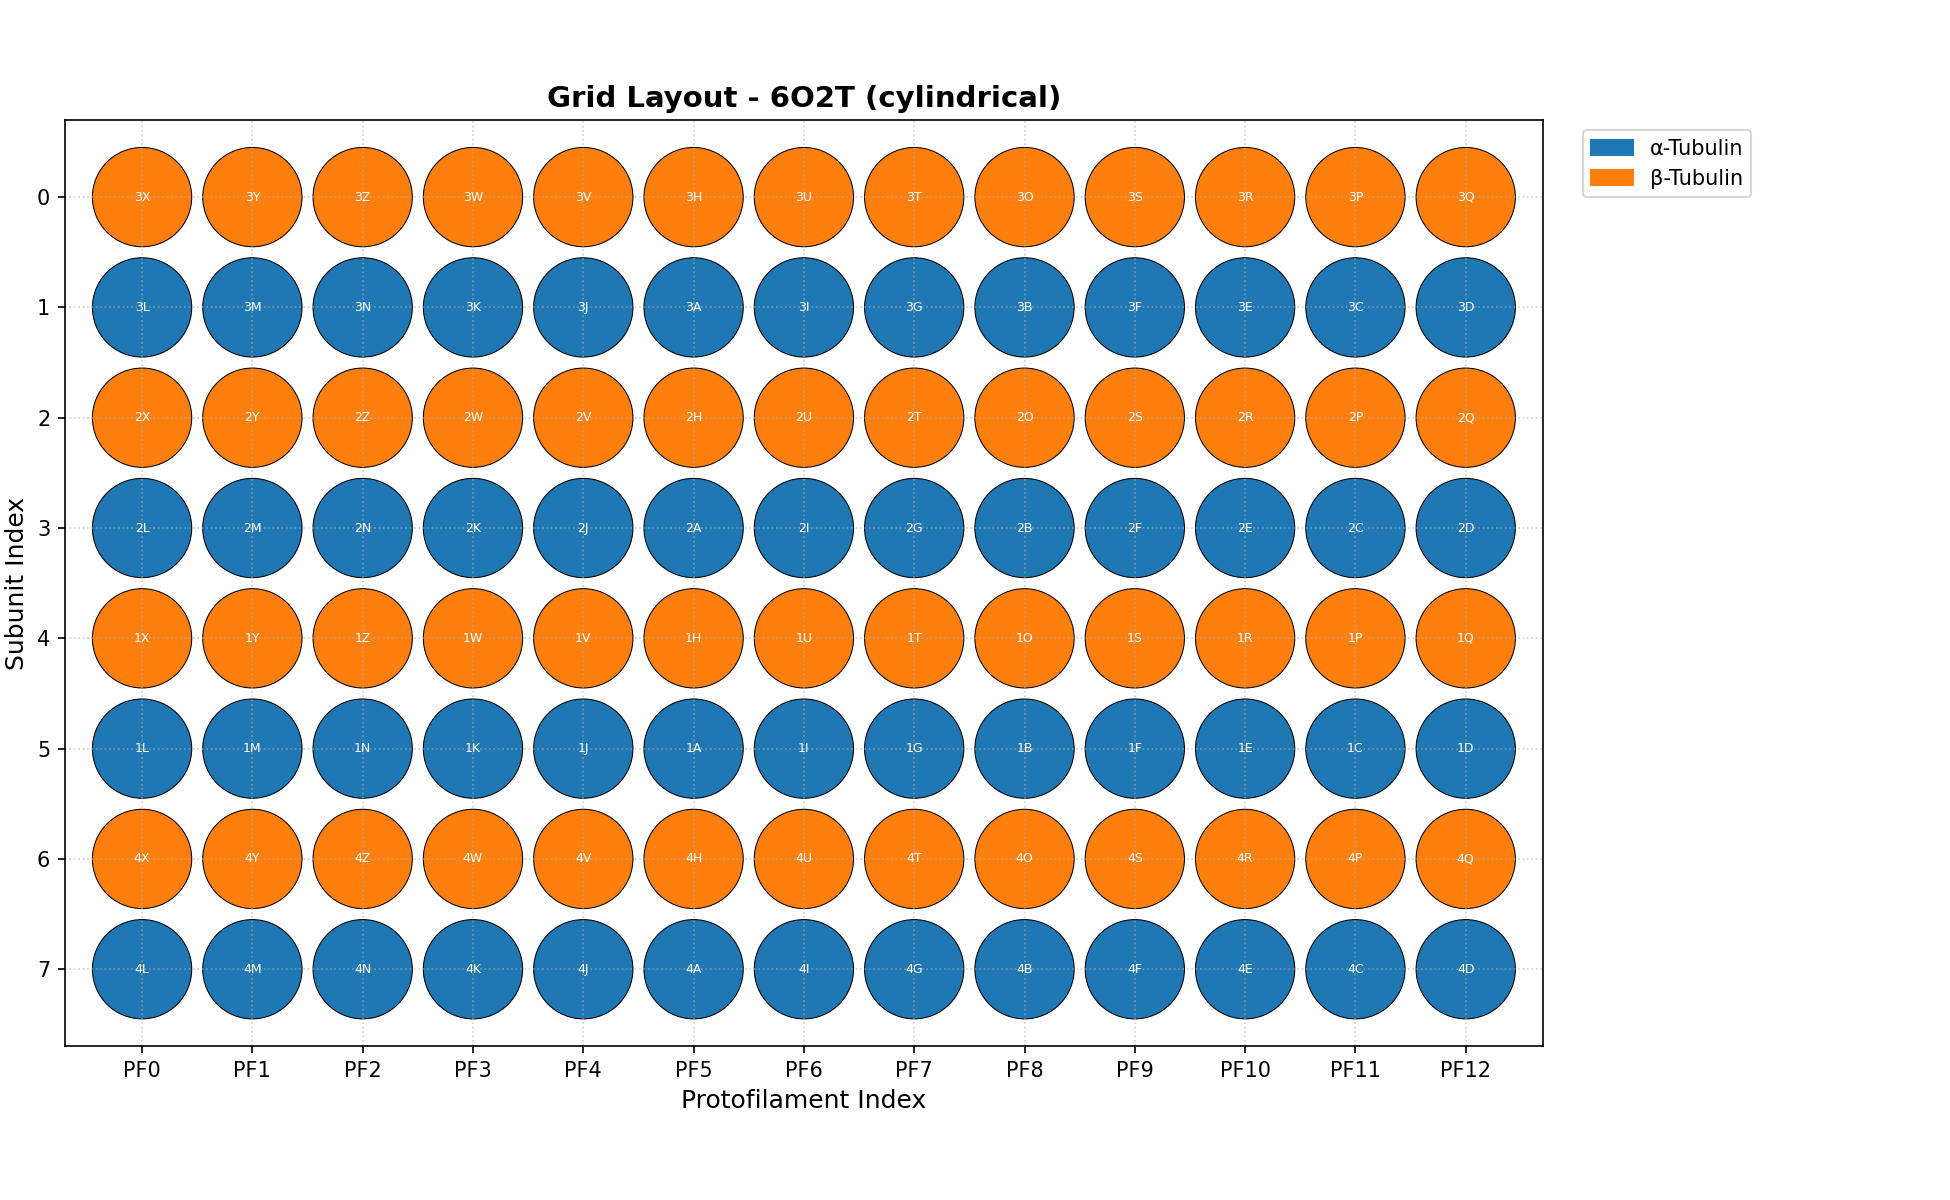 Grid Layout - 6O2T (cylindrical)
α-Tubulin
β-Tubulin
Subunit Index
0 3X 3Y 3Z 3W 3V 3H 3U 3T 3O 3S 3R 3P 3Q
1 3L 3M 3N 3K 3J 3A 3I 3G 3B 3F 3E 3C 3D
2 2X 2Y 2Z 2W 2V 2H 2U 2T 2O 2S 2R 2P 2Q
3 2L 2M 2N 2K 2J 2A 2I 2G 2B 2F 2E 2C 2D
4 1X 1Y 1Z 1W 1V 1H 1U 1T 1O 1S 1R 1P 1Q
5 1L 1M 1N 1K 1J 1A 1I 1G 1B 1F 1E 1C 1D
6 4X 4Y 4Z 4W 4V 4H 4U 4T 4O 4S 4R 4P 4Q
7 4L 4M 4N 4K 4J 4A 4I 4G 4B 4F 4E 4C 4D
PF0 PF1 PF2 PF3 PF4 PF5 PF6 PF7 PF8 PF9 PF10 PF11 PF12
Protofilament Index